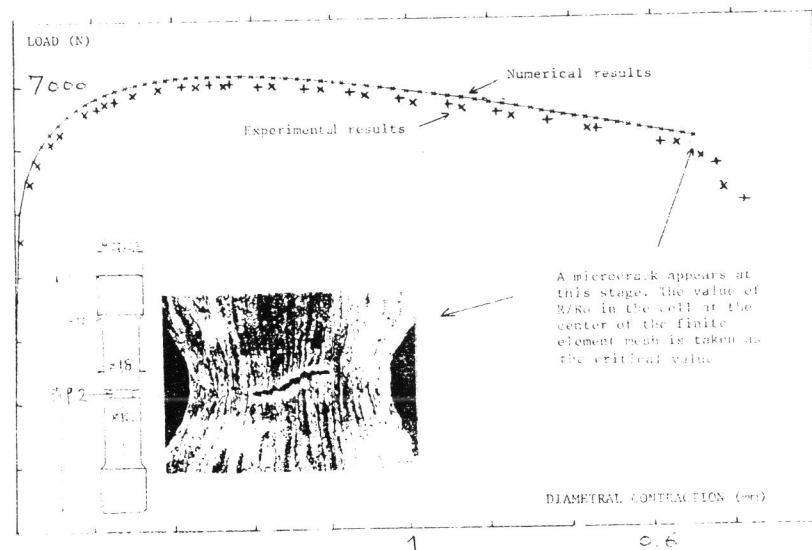 LOAD (N)
7000
Numerical results
Experimental results
A microcrack appears at
this stage. The value of
R/Ro in the cell at the
center of the finite
element mesh is taken as
the critical value
DIAMETRAL CONTRACTION (mm)
1
0.6